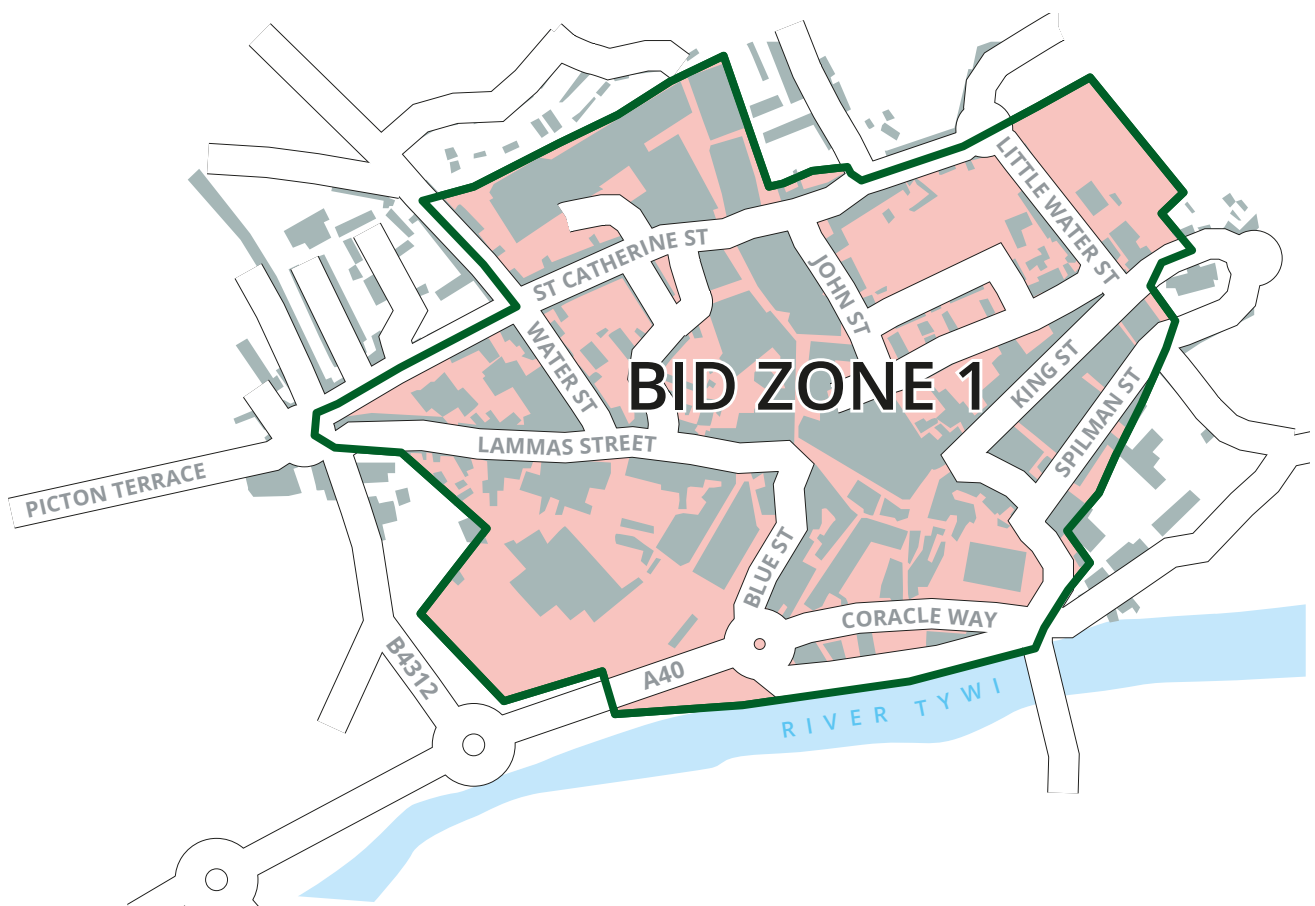 LITTLE WATER ST
ST CATHERINE ST
JOHN ST
WATER ST
BID ZONE 1
KING ST
SPILMAN ST
LAMMAS STREET
PICTON TERRACE
BLUE ST
CORACLE WAY
B4312
A40
RIVER TYWI